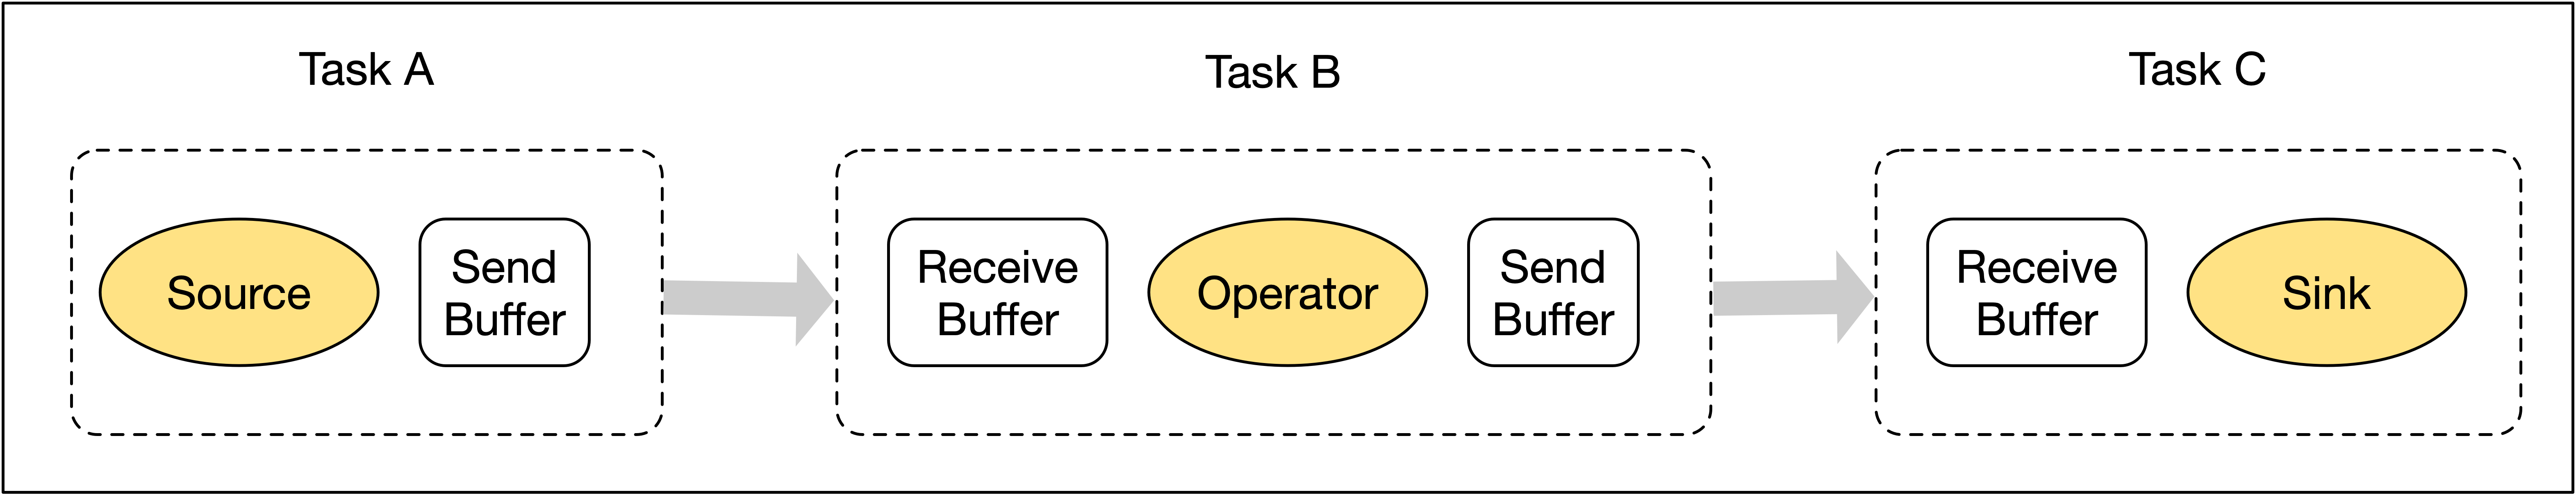 Task A
Task B
Task C
Source
Send
Buffer
Receive
Buffer
Operator
Send
Buffer
Receive
Buffer
Sink